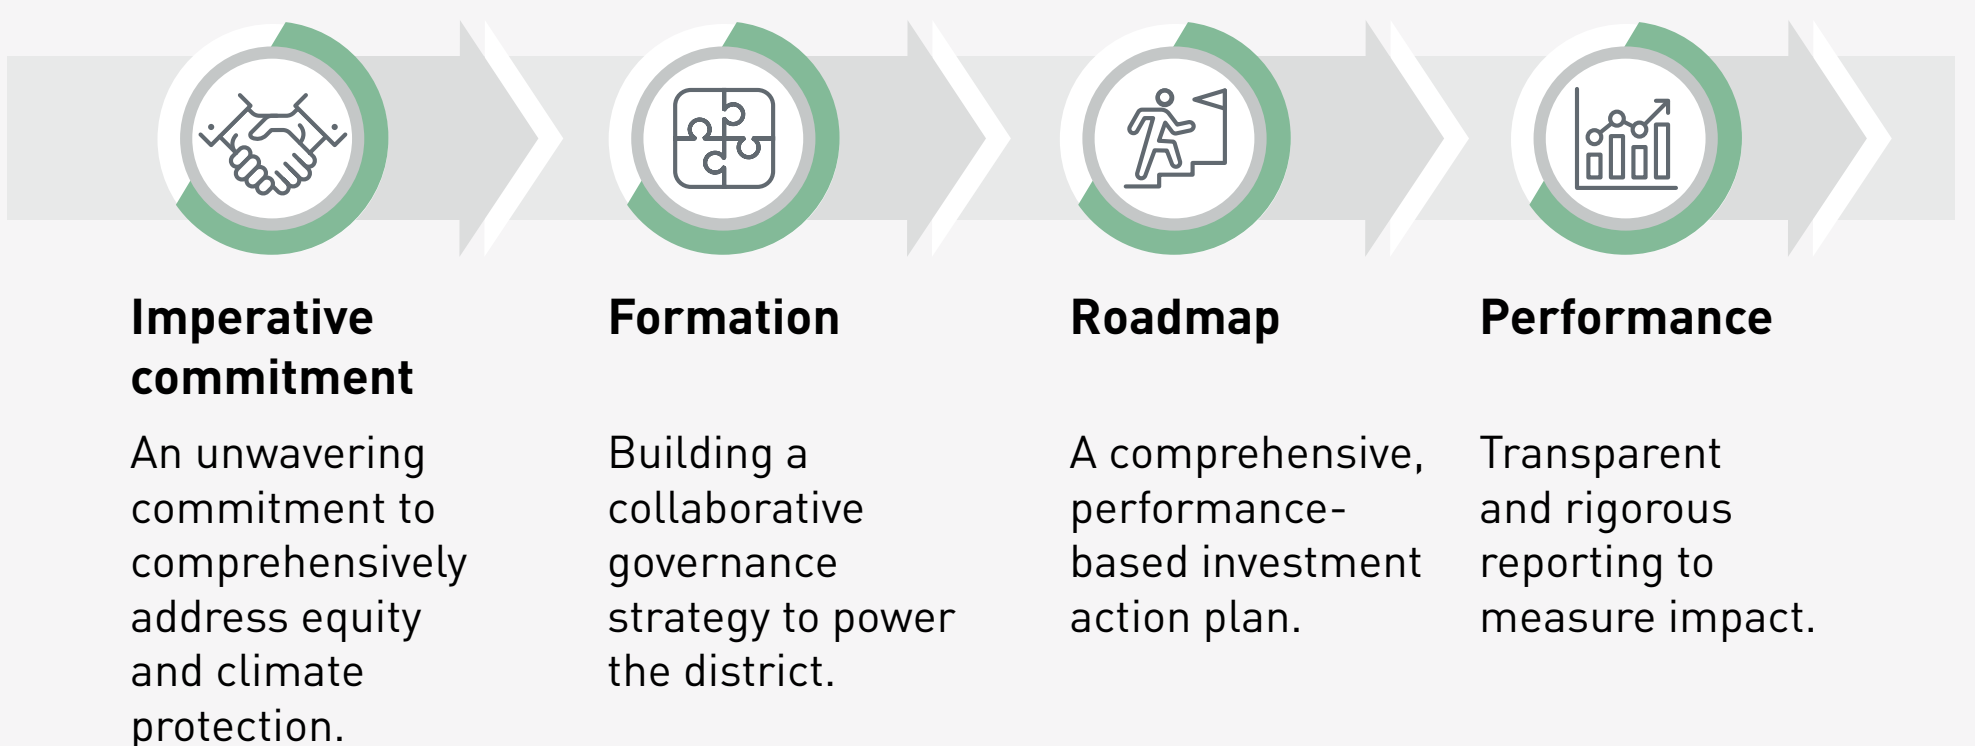 Imperative
commitment
An unwavering
commitment to
comprehensively
address equity
and climate
protection.
Formation
Building a
collaborative
governance
strategy to power
the district.
Roadmap
A comprehensive,
performance-
based investment
action plan.
Performance
Transparent
and rigorous
reporting to
measure impact.